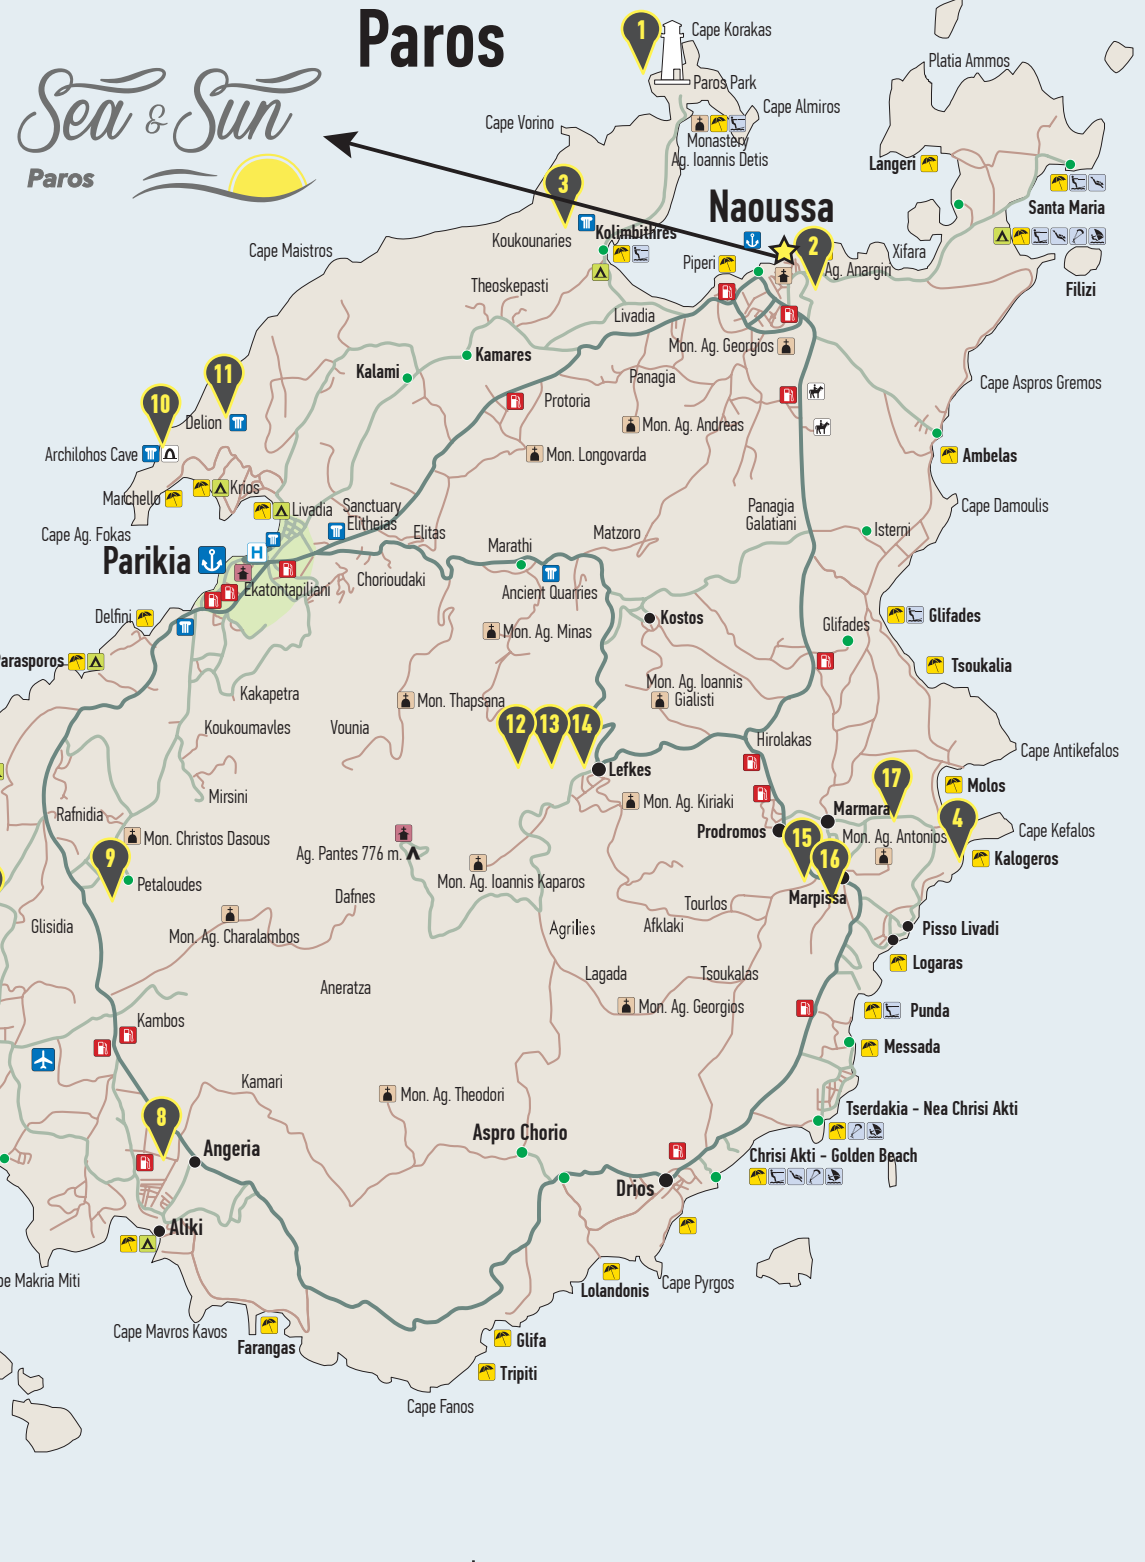 Paros
Sea & Sun
Paros
1
Cape Korakas
Paros Park
Cape Almiros
Platia Ammos
Cape Vorino
Monastery
Ag. Ioannis Detis
Langeri
Santa Maria
3
Naoussa
Koukounaries
Kolimbithres
Cape Maistros
Piperi
2
Ag. Anargiri
Xifara
Filizi
Theoskepasti
Livadia
Mon. Ag. Georgios
Kamares
Kalami
Panagia
Cape Aspros Gremos
11
10
Protoria
Delion
Mon. Ag. Andreas
Archilohos Cave
Mon. Longovarda
Ambelas
Krios
Marchello
Livadia
Sanctuary
Elitheias
Cape Damoulis
Panagia
Galatiani
Cape Ag. Fokas
Elitas
Matzoro
Isterni
Parikia
Marathi
Chorioudaki
Ekatontapiliani
Ancient Quarries
Delfini
Kostos
Glifades
Glifades
Mon. Ag. Minas
arasporos
Tsoukalia
Kakapetra
Mon. Thapsana
Mon. Ag. Ioannis
Gialisti
Koukoumavles
Vounia
12
13
14
Hirolakas
Cape Antikefalos
Lefkes
17
Molos
Mirsini
Mon. Ag. Kiriaki
Marmara
Rafnidia
4
Prodromos
Cape Kefalos
Mon. Christos Dasous
15
Mon. Ag. Antonios
Ag. Pantes 776 m.
9
16
Kalogeros
Petaloudes
Mon. Ag. Ioannis Kaparos
Dafnes
Marpissa
Tourlos
Glisidia
Mon. Ag. Charalambos
Agrilies
Afklaki
Pisso Livadi
Logaras
Aneratza
Lagada
Tsoukalas
Mon. Ag. Georgios
Punda
Kambos
Messada
Kamari
Mon. Ag. Theodori
Tserdakia - Nea Chrisi Akti
8
Aspro Chorio
Angeria
Chrisi Akti - Golden Beach
Drios
Aliki
pe Makria Miti
Lolandonis
Cape Pyrgos
Cape Mavros Kavos
Farangas
Glifa
Tripiti
Cape Fanos
H